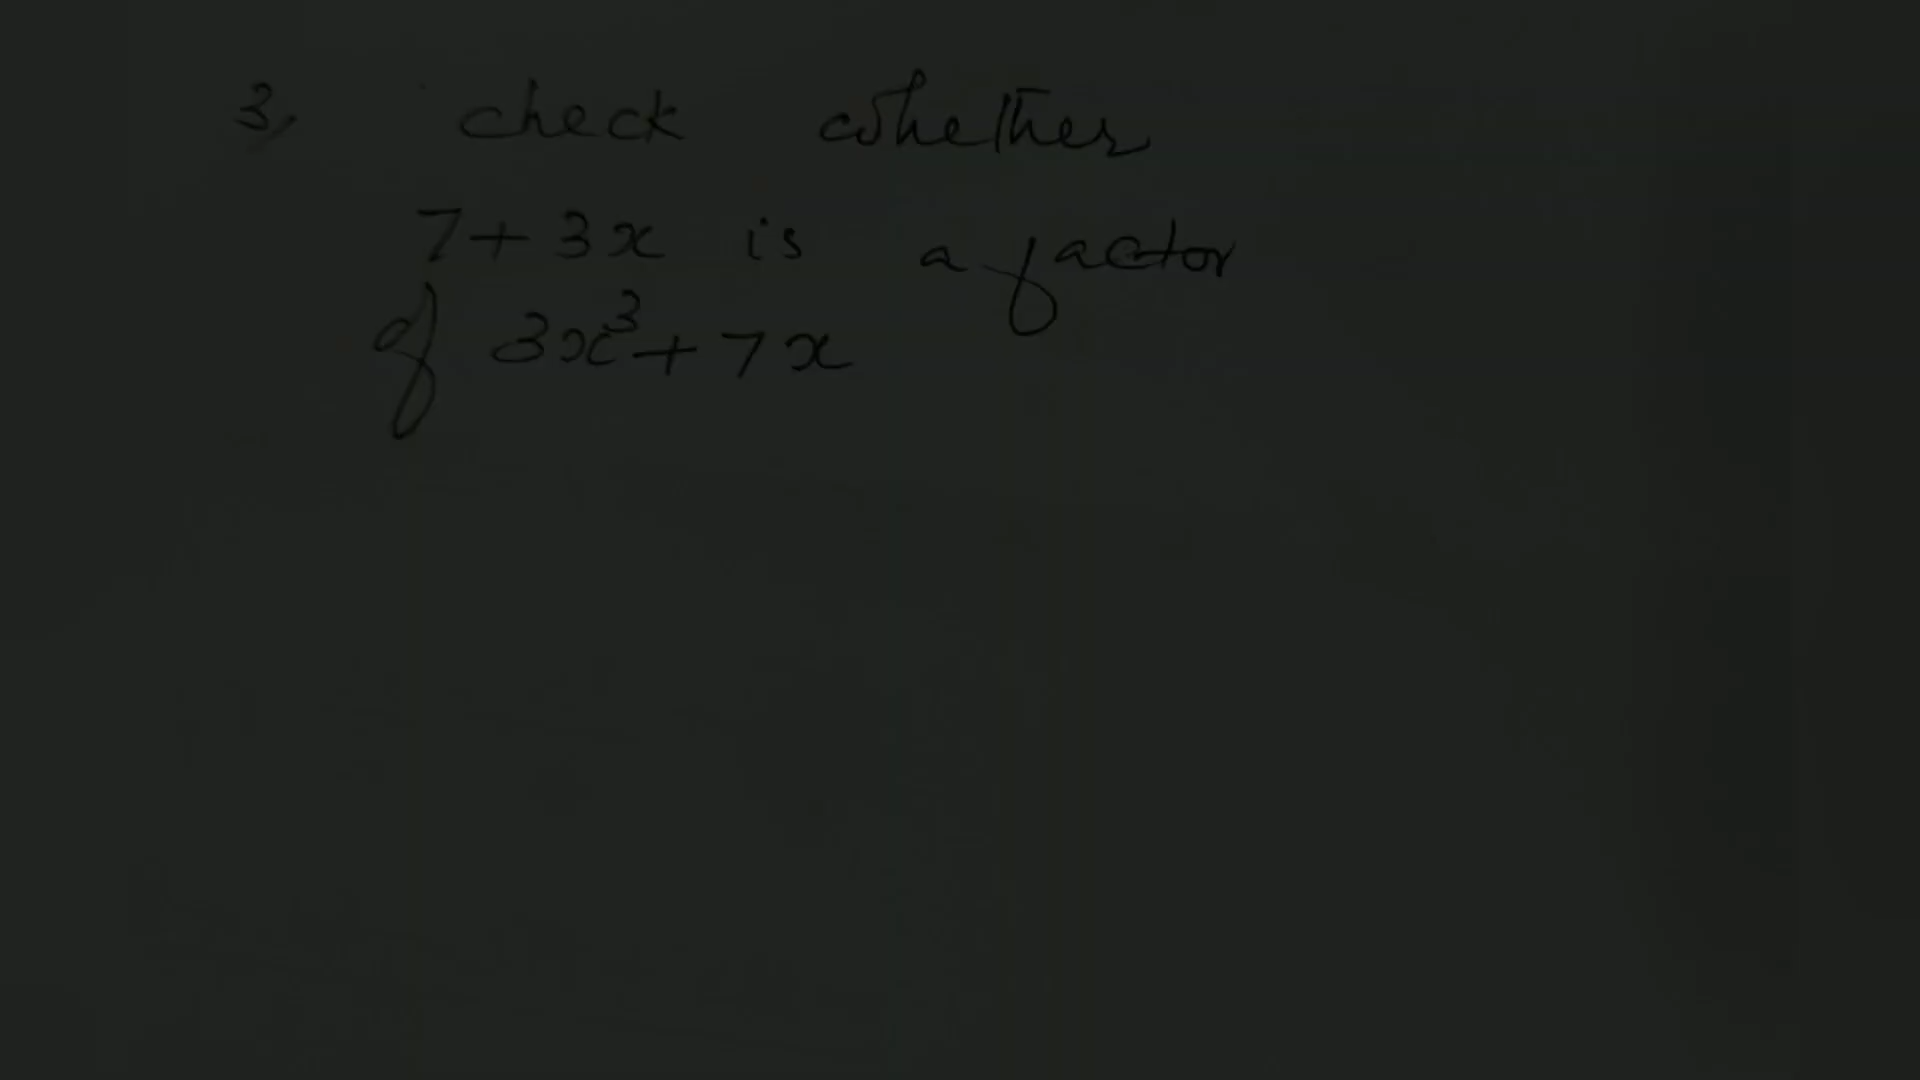 3, check whether
7+3x is a factor
of 3x³+7x